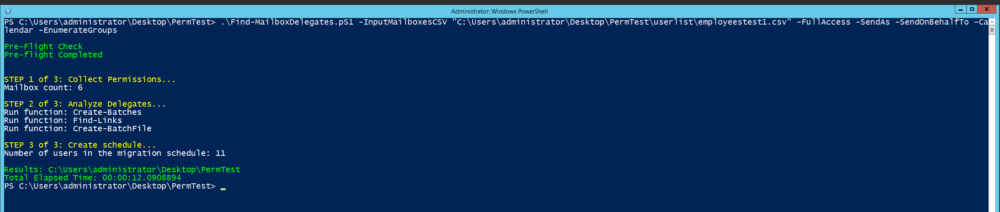 Administrator: Windows PowerShell
PS C:\Users\administrator\Desktop\PermTest> .\Find-MailboxDelegates.pS1 -InputMailboxesCSV "C:\Users\administrator\Desktop\PermTest\userlist\employeestest1.csv" -FullAccess -SendAs -SendOnBehalfTo -Ca
lendar -EnumerateGroups
Pre-Flight Check
Pre-flight Completed
STEP 1 of 3: Collect Permissions...
Mailbox count: 6
STEP 2 of 3: Analyze Delegates...
Run function: Create-Batches
Run function: Find-Links
Run function: Create-BatchFile
STEP 3 of 3: Create schedule...
Number of users in the migration schedule: 11
Results: C:\Users\administrator\Desktop\PermTest
Total Elapsed Time: 00:00:12.0908894
PS C:\Users\administrator\Desktop\PermTest>